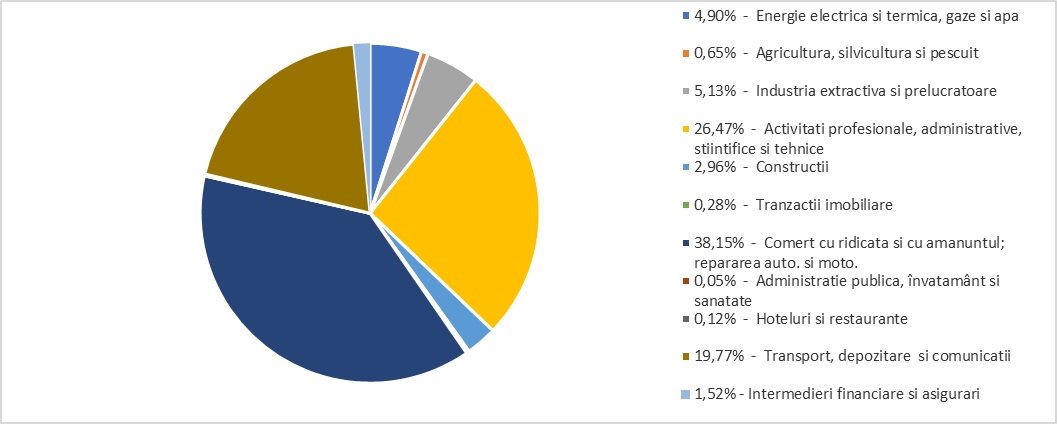 4,90% - Energie electrica si termica, gaze si apa
0,65% - Agricultura, silvicultura si pescuit
5,13% - Industria extractiva si prelucratoare
26,47% - Activitati profesionale, administrative,
stiintifice si tehnice
2,96% - Constructii
0,28% - Tranzactii imobiliare
38,15% - Comert cu ridicata si cu amanuntul;
repararea auto. si moto.
0,05% - Administratie publica, învatamânt si
sanatate
0,12% - Hoteluri si restaurante
19,77% - Transport, depozitare si comunicatii
1,52% - Intermedieri financiare si asigurari